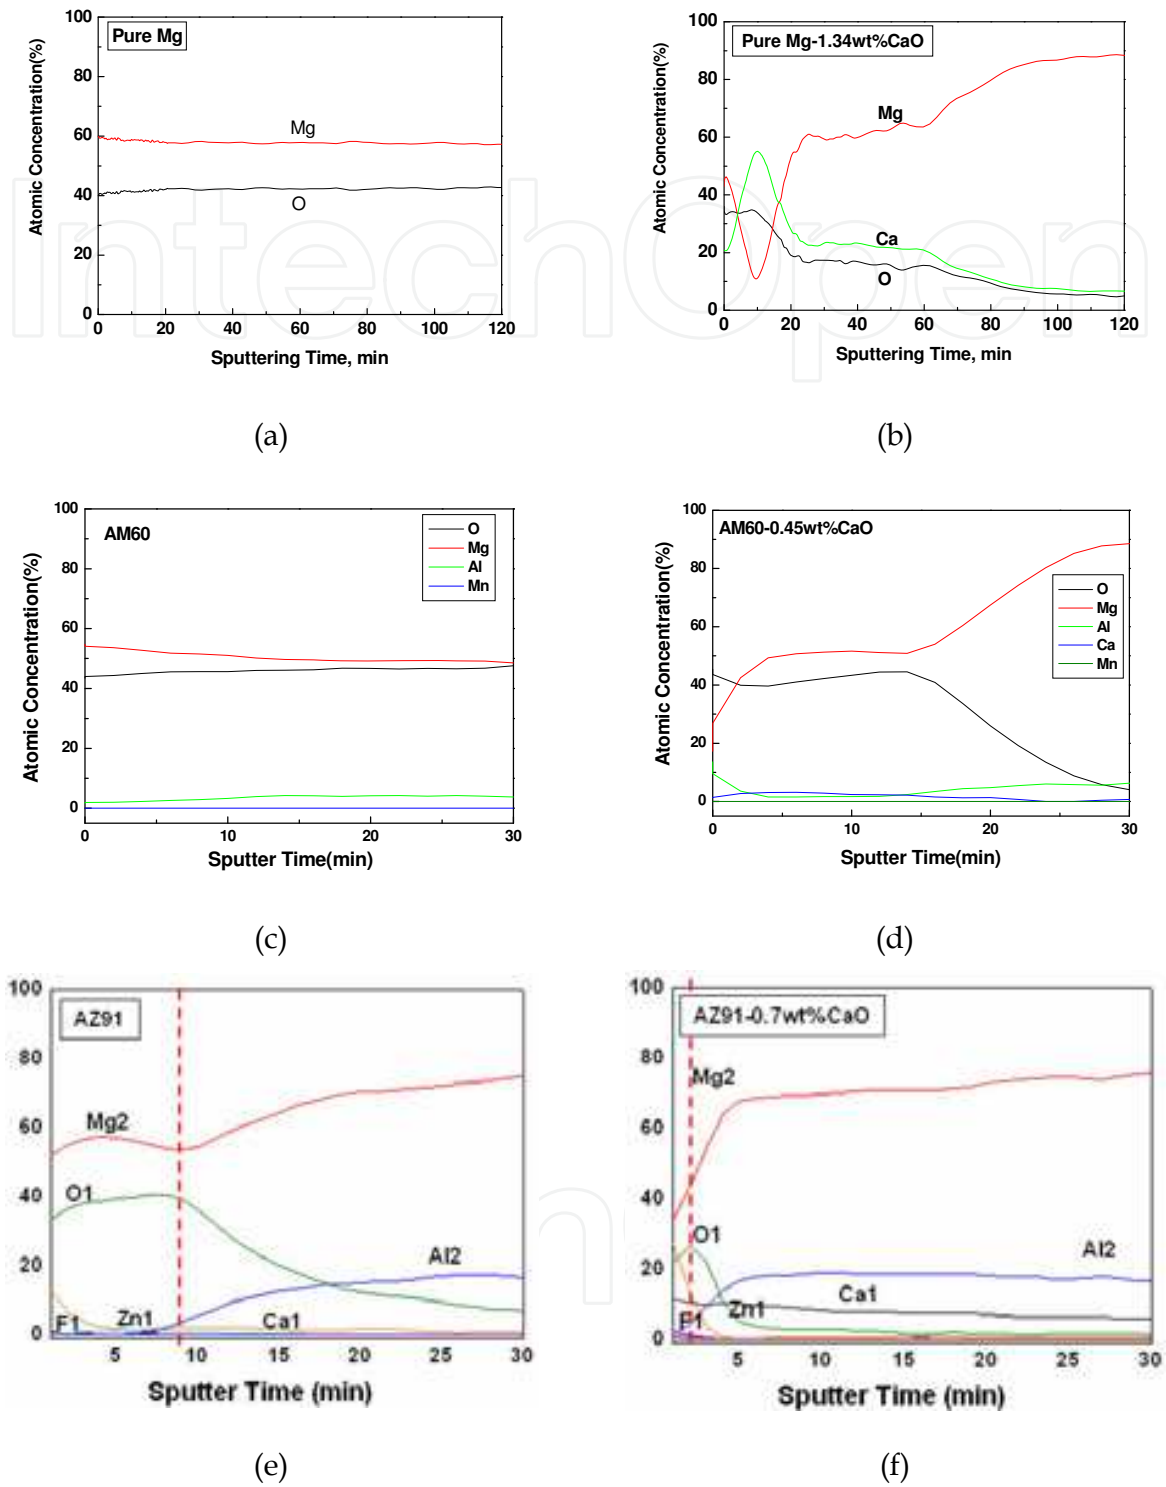 Pure Mg
Atomic Concentration(%)
100
80
60
40
20
0
Mg
O
0 20 40 60 80 100 120
Sputtering Time, min
(a)
Pure Mg-1.34wt%CaO
Atomic Concentration(%)
100
80
60
40
20
0
Mg
Ca
O
0 20 40 60 80 100 120
Sputtering Time, min
(b)
AM60
Atomic Concentration(%)
100
80
60
40
20
0
O
Mg
Al
Mn
0 10 20 30
Sputter Time(min)
(c)
AM60-0.45wt%CaO
Atomic Concentration(%)
100
80
60
40
20
0
O
Mg
Al
Ca
Mn
0 10 20 30
Sputter Time(min)
(d)
AZ91
100
80
60
40
20
0
Mg2
O1
Al2
F1 Zn1 Ca1
5 10 15 20 25 30
Sputter Time (min)
(e)
AZ91-0.7wt%CaO
100
80
60
40
20
0
Mg2
O1
Al2
Ca1
Zn1
F1
5 10 15 20 25 30
Sputter Time (min)
(f)
IntechOpen